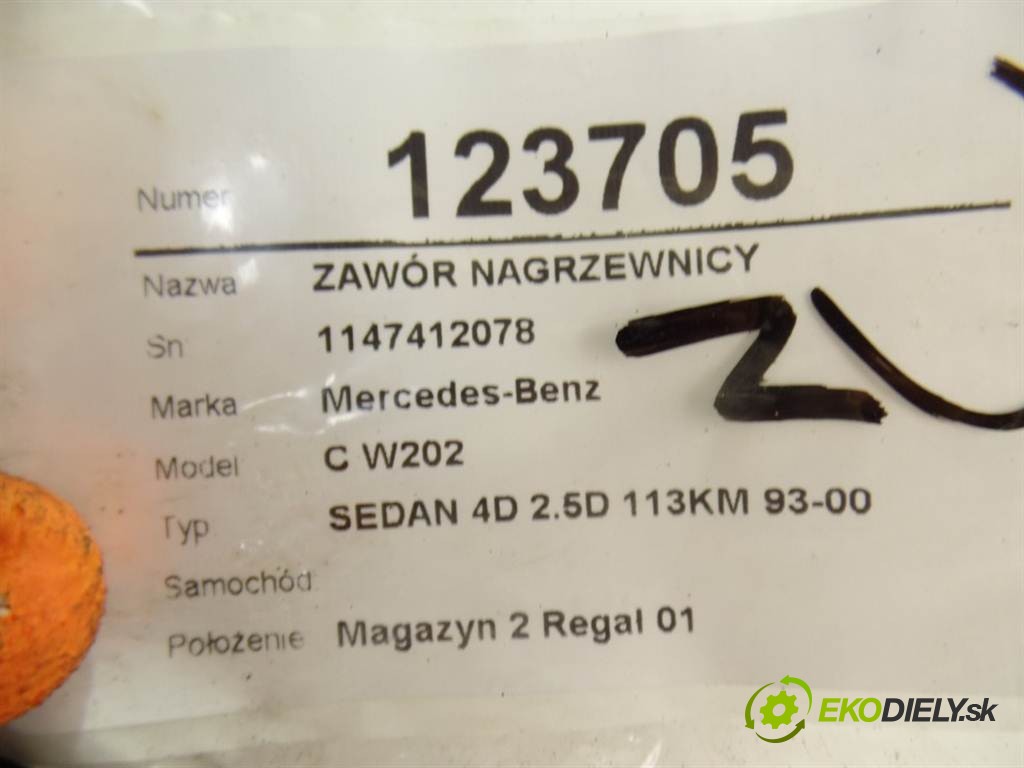 Numer 123705
Nazwa ZAWÓR NAGRZEWNICY
Sn 1147412078
Marka Mercedes-Benz
Model C W202
Typ SEDAN 4D 2.5D 113KM 93-00
Samochód
Położenie Magazyn 2 Regał 01
EKODIELY.sk